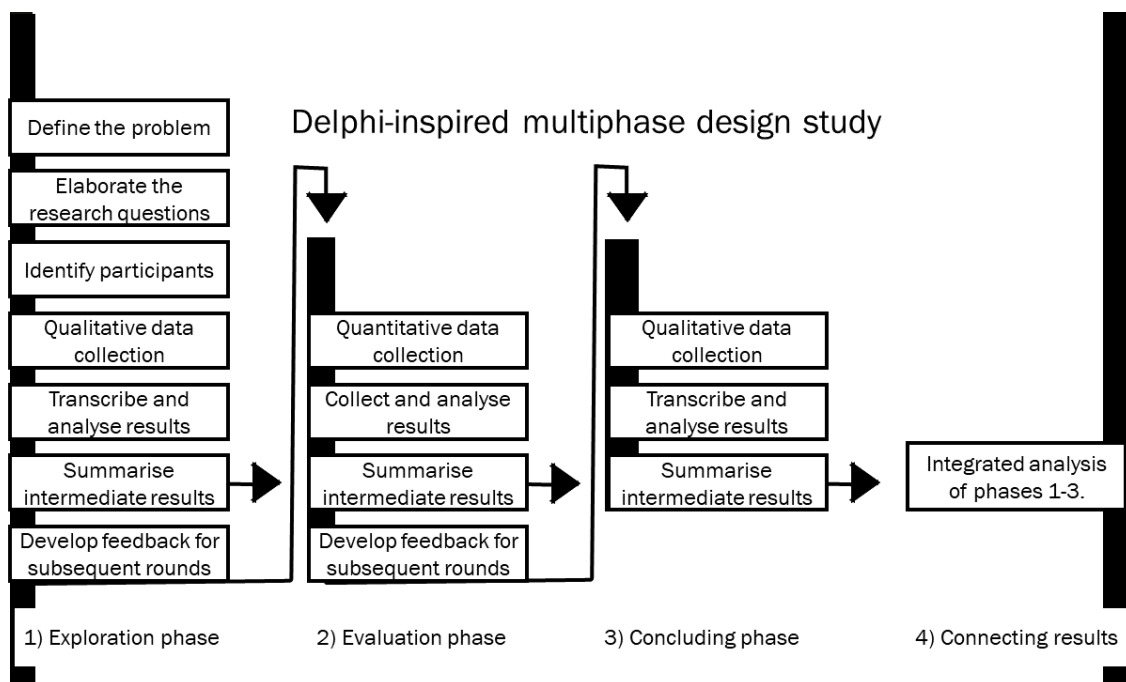 Delphi-inspired multiphase design study
Define the problem
Elaborate the
research questions
Identify participants
Qualitative data
collection
Transcribe and
analyse results
Summarise
intermediate results
Develop feedback for
subsequent rounds
1) Exploration phase
Quantitative data
collection
Collect and analyse
results
Summarise
intermediate results
Develop feedback for
subsequent rounds
2) Evaluation phase
Qualitative data
collection
Transcribe and
analyse results
Summarise
intermediate results
3) Concluding phase
Integrated analysis
of phases 1-3.
4) Connecting results